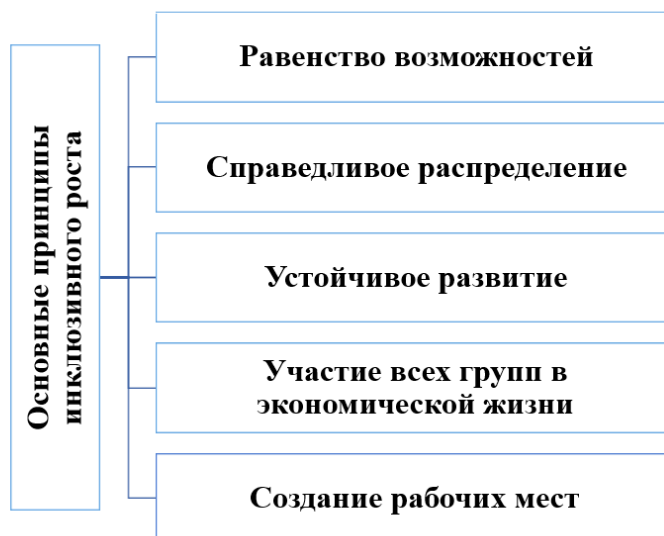 Основные принципы
инклюзивного роста
Равенство возможностей
Справедливое распределение
Устойчивое развитие
Участие всех групп в
экономической жизни
Создание рабочих мест